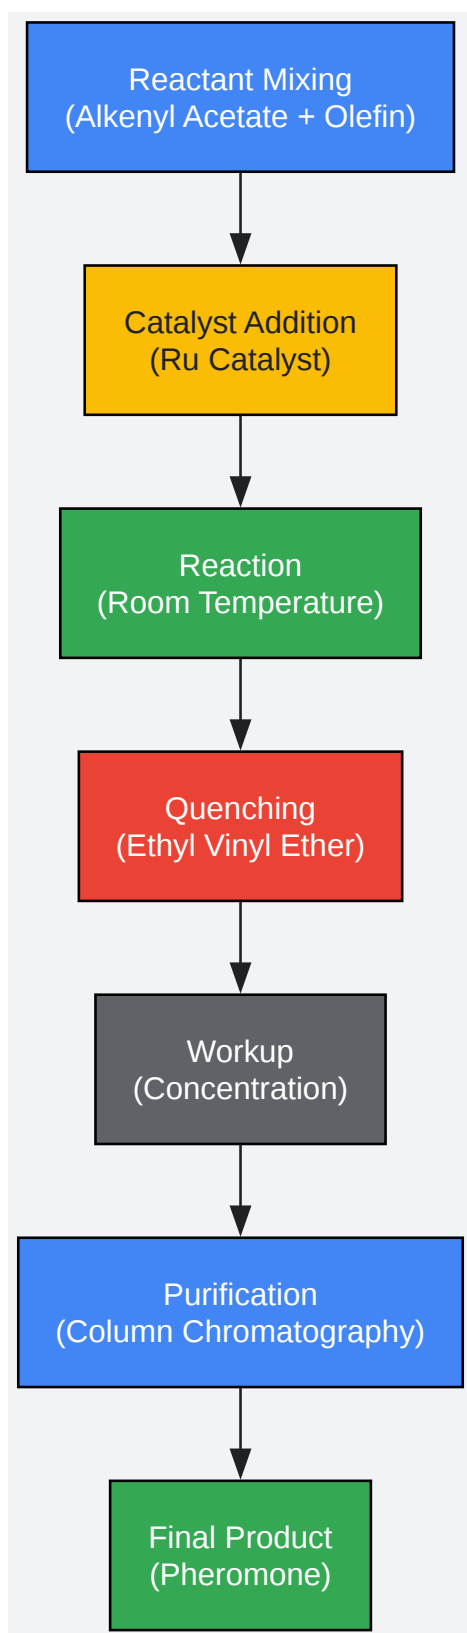 Reactant Mixing
(Alkenyl Acetate + Olefin)
Catalyst Addition
(Ru Catalyst)
Reaction
(Room Temperature)
Quenching
(Ethyl Vinyl Ether)
Workup
(Concentration)
Purification
(Column Chromatography)
Final Product
(Pheromone)